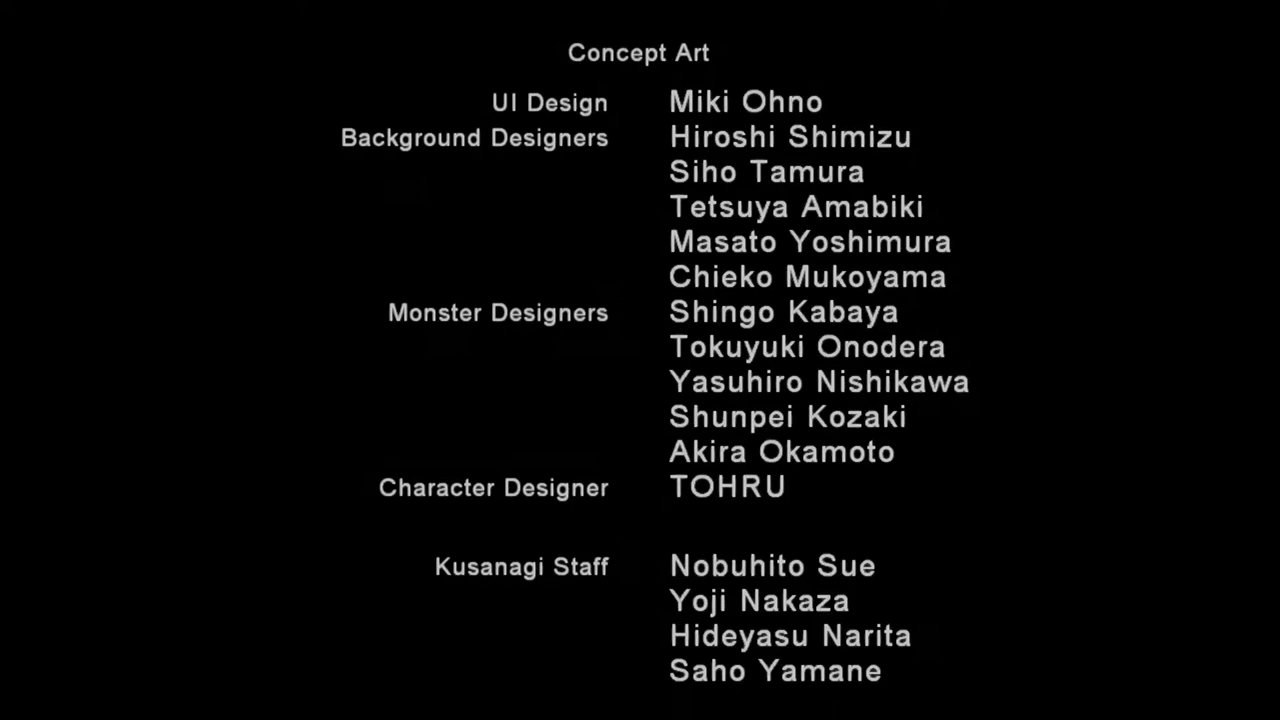 Concept Art
UI Design Miki Ohno
Background Designers Hiroshi Shimizu
Siho Tamura
Tetsuya Amabiki
Masato Yoshimura
Chieko Mukoyama
Monster Designers Shingo Kabaya
Tokuyuki Onodera
Yasuhiro Nishikawa
Shunpei Kozaki
Akira Okamoto
Character Designer TOHRU
Kusanagi Staff Nobuhito Sue
Yoji Nakaza
Hideyasu Narita
Saho Yamane